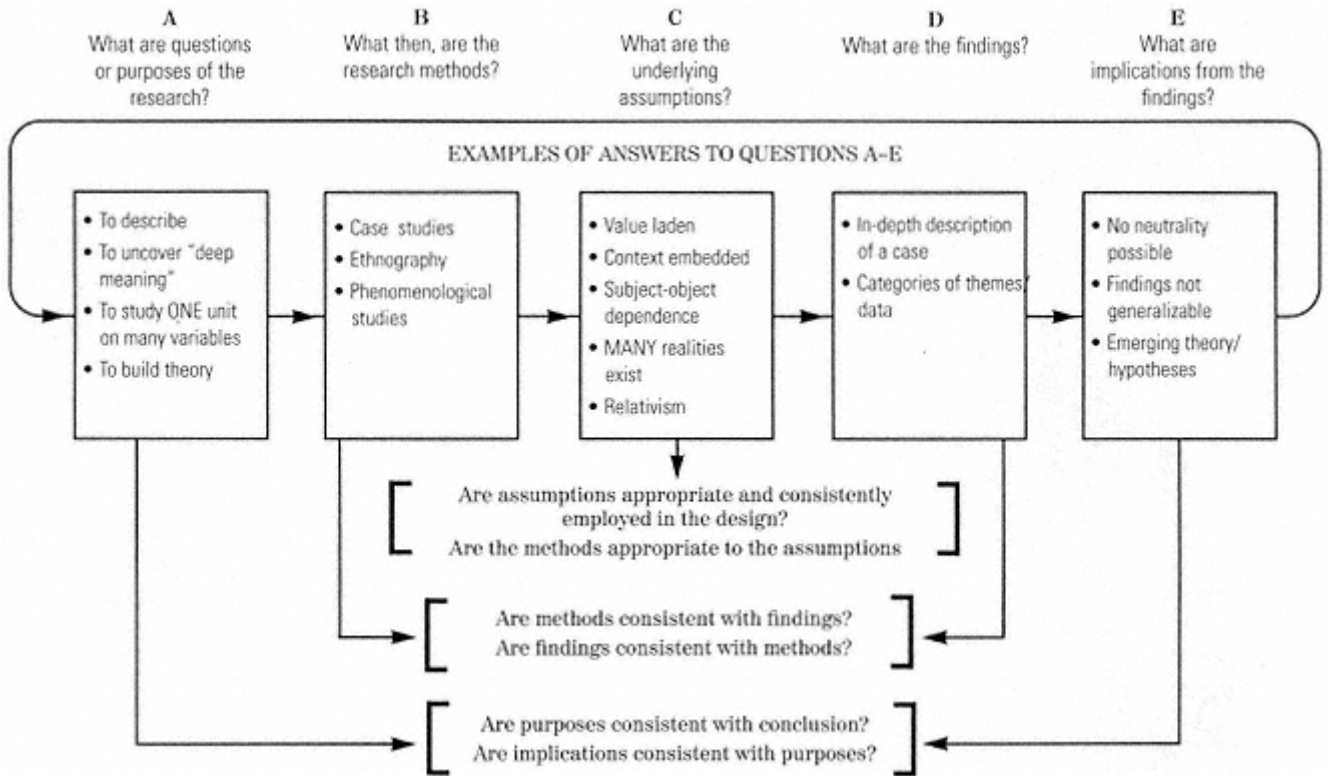 A
What are questions
or purposes of the
research?
B
What then, are the
research methods?
C
What are the
underlying
assumptions?
D
What are the findings?
E
What are
implications from the
findings?
EXAMPLES OF ANSWERS TO QUESTIONS A–E
• To describe
• To uncover "deep
meaning"
• To study ONE unit
on many variables
• To build theory
• Case studies
• Ethnography
• Phenomenological
studies
• Value laden
• Context embedded
• Subject-object
dependence
• MANY realities
exist
• Relativism
• In-depth description
of a case
• Categories of themes/
data
• No neutrality
possible
• Findings not
generalizable
• Emerging theory/
hypotheses
Are assumptions appropriate and consistently
employed in the design?
Are the methods appropriate to the assumptions
Are methods consistent with findings?
Are findings consistent with methods?
Are purposes consistent with conclusion?
Are implications consistent with purposes?